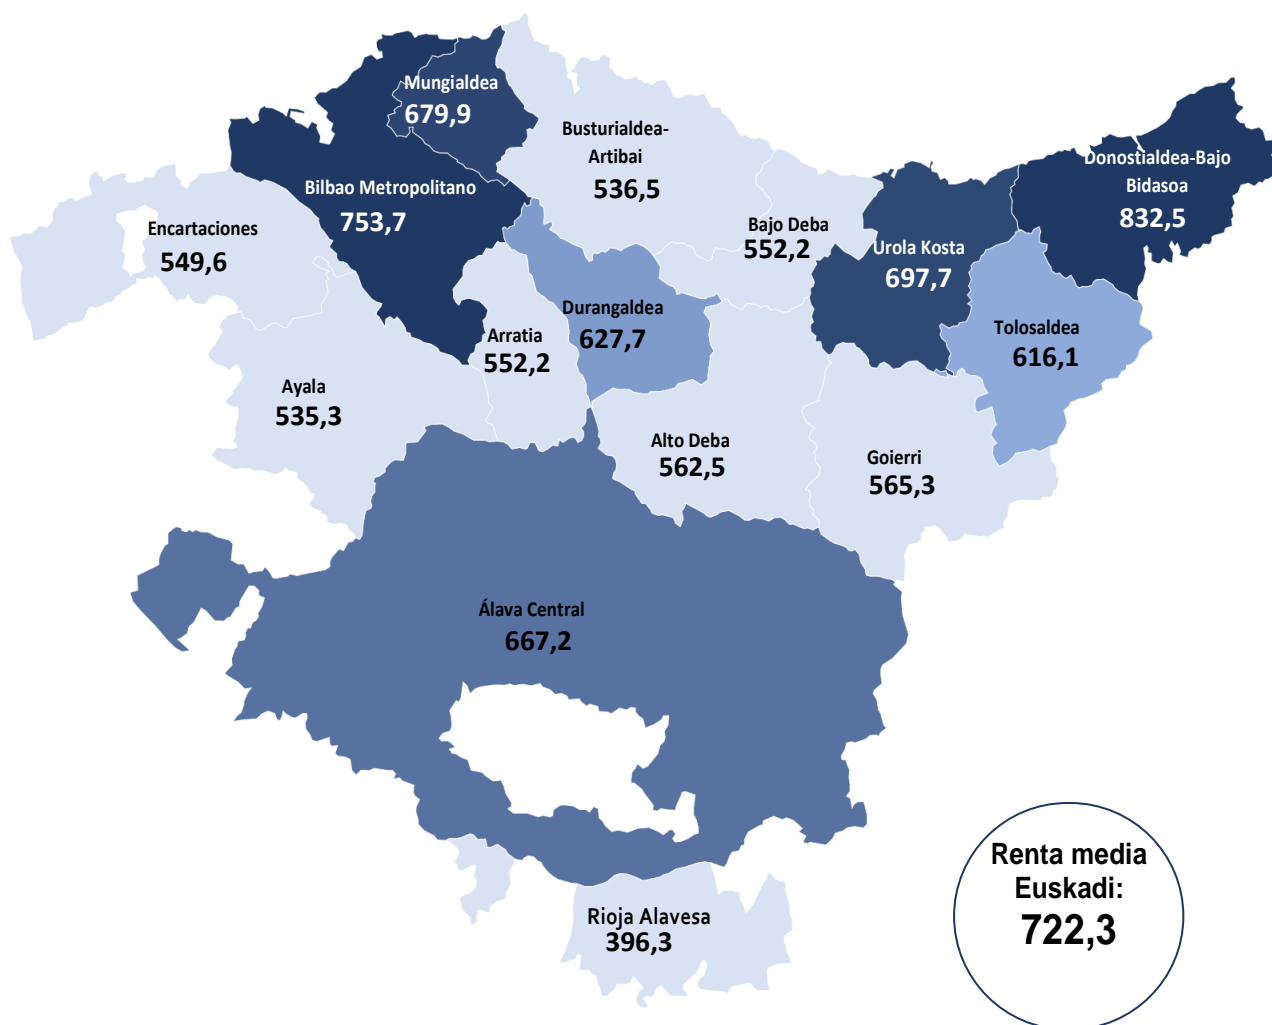 Mungialdea
679,9
Busturialdea-
Artibai
536,5
Donostialdea-Bajo
Bidasoa
832,5
Bilbao Metropolitano
753,7
Encartaciones
549,6
Bajo Deba
552,2
Urola Kosta
697,7
Durangaldea
627,7
Tolosaldea
616,1
Arratia
552,2
Ayala
535,3
Alto Deba
562,5
Goierri
565,3
Álava Central
667,2
Rioja Alavesa
396,3
Renta media
Euskadi:
722,3